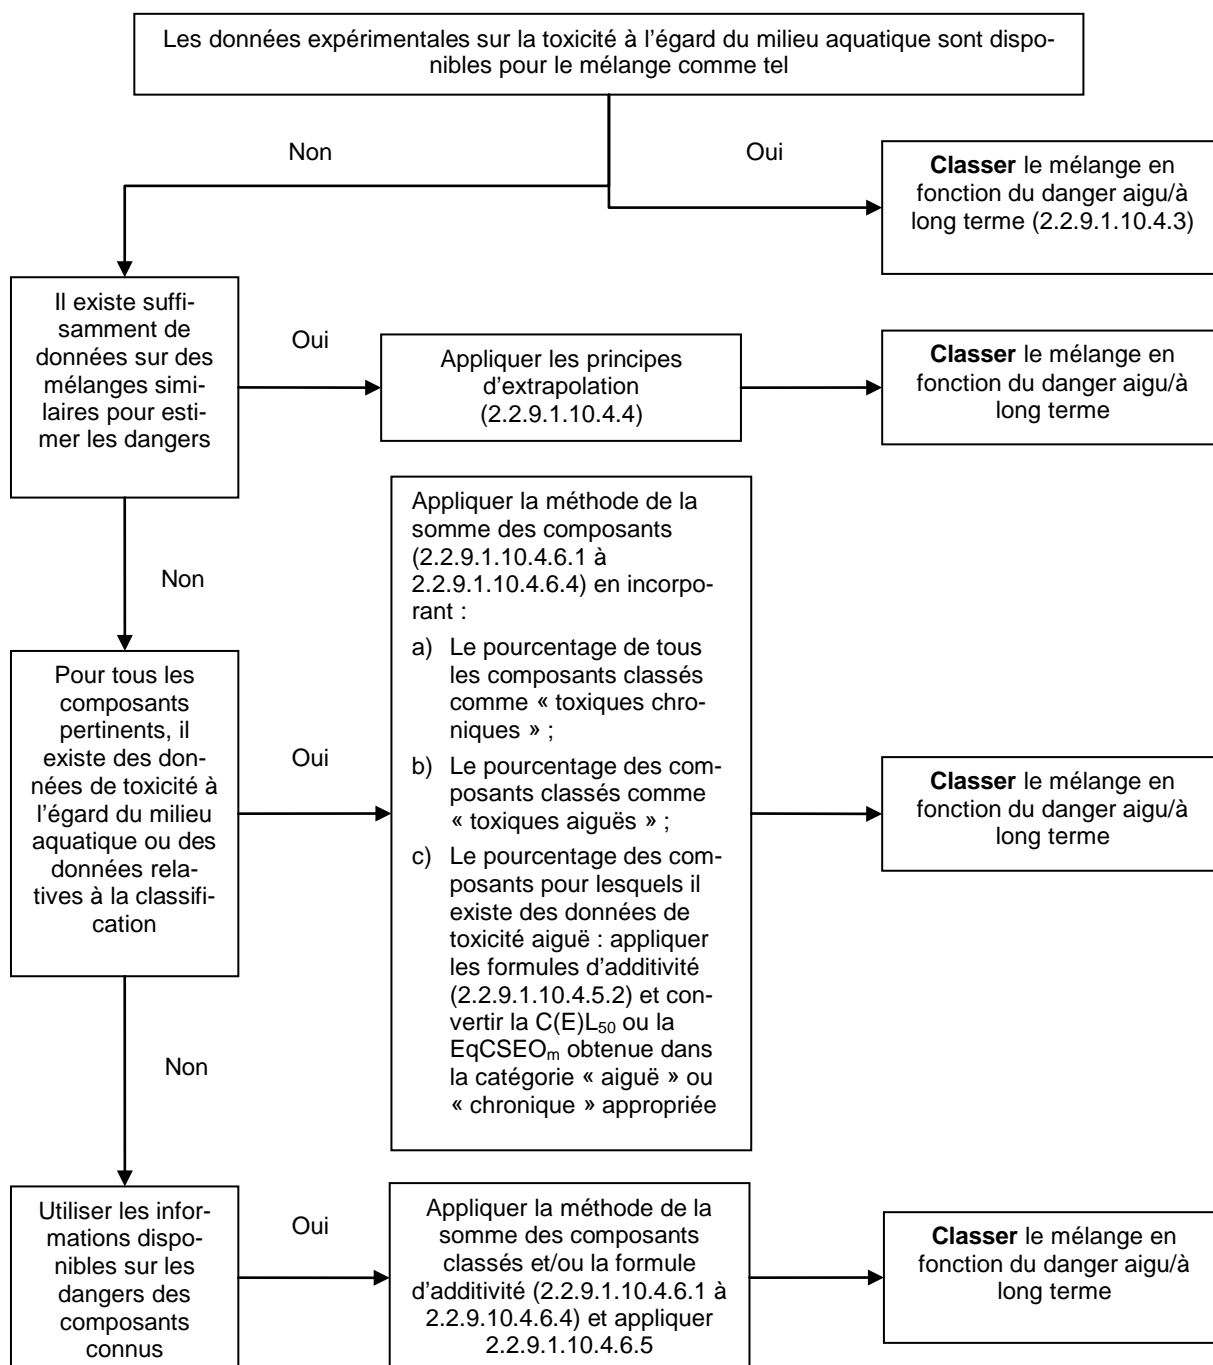 Les données expérimentales sur la toxicité à l'égard du milieu aquatique sont dispo-
nibles pour le mélange comme tel
Non
Oui
Classer le mélange en
fonction du danger aigu/à
long terme (2.2.9.1.10.4.3)
Il existe suffi-
samment de
données sur des
mélanges simi-
laires pour esti-
mer les dangers
Oui
Appliquer les principes
d'extrapolation
(2.2.9.1.10.4.4)
Classer le mélange en
fonction du danger aigu/à
long terme
Non
Pour tous les
composants
pertinents, il
existe des don-
nées de toxicité à
l'égard du milieu
aquatique ou des
données rela-
tives à la classifi-
cation
Oui
Appliquer la méthode de la
somme des composants
(2.2.9.1.10.4.6.1 à
2.2.9.1.10.4.6.4) en incorpo-
rant :
a) Le pourcentage de tous
les composants classés
comme « toxiques chro-
niques » ;
b) Le pourcentage des com-
posants classés comme
« toxiques aiguës » ;
c) Le pourcentage des com-
posants pour lesquels il
existe des données de
toxicité aiguë : appliquer
les formules d'additivité
(2.2.9.1.10.4.5.2) et con-
vertir la C(E)L50 ou la
EqCSEOm obtenue dans
la catégorie « aiguë » ou
« chronique » appropriée
Classer le mélange en
fonction du danger aigu/à
long terme
Non
Utiliser les infor-
mations dispo-
nibles sur les
dangers des
composants
connus
Oui
Appliquer la méthode de la
somme des composants
classés et/ou la formule
d'additivité (2.2.9.1.10.4.6.1 à
2.2.9.10.4.6.4) et appliquer
2.2.9.1.10.4.6.5
Classer le mélange en
fonction du danger aigu/à
long terme